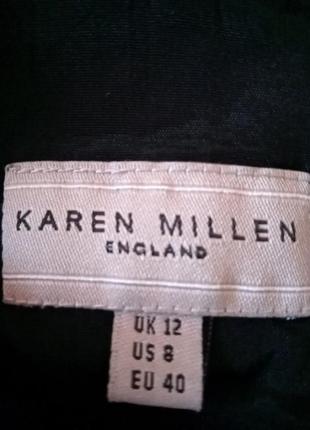 KAREN MILLEN
ENGLAND
UK 12
US 8
EU 40